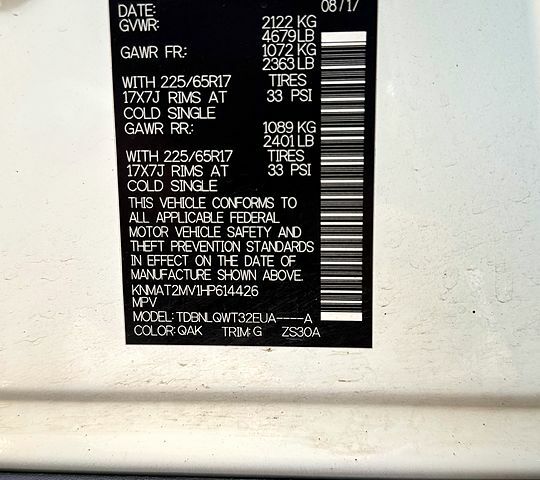 DATE: 08/17
GVWR: 2122 KG
4679 LB
GAWR FR.: 1072 KG
2363 LB
WITH 225/65R17 TIRES
17X7J RIMS AT 33 PSI
COLD SINGLE
GAWR RR.: 1089 KG
2401 LB
WITH 225/65R17 TIRES
17X7J RIMS AT 33 PSI
COLD SINGLE
THIS VEHICLE CONFORMS TO
ALL APPLICABLE FEDERAL
MOTOR VEHICLE SAFETY AND
THEFT PREVENTION STANDARDS
IN EFFECT ON THE DATE OF
MANUFACTURE SHOWN ABOVE.
KNMAT2MV1HP614426
MPV
MODEL: TDBNLQWT32EUA----A
COLOR: QAK TRIM: G ZS30A